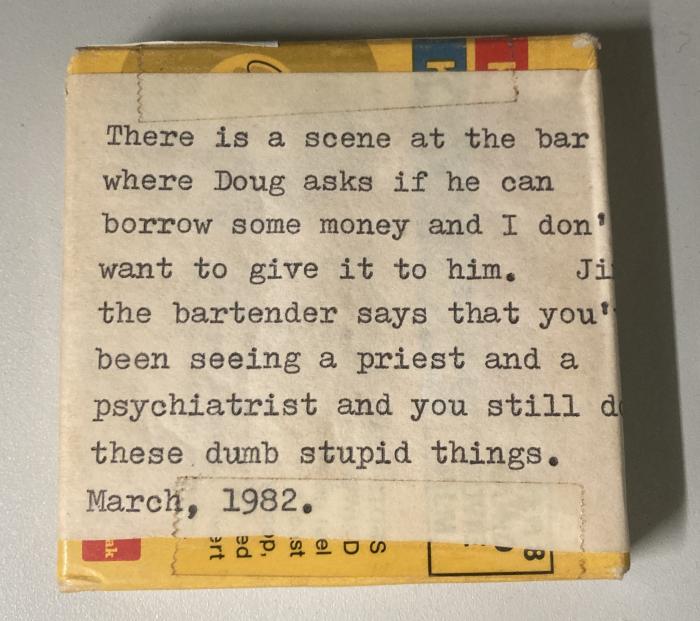 There is a scene at the bar
where Doug asks if he can
borrow some money and I don'
want to give it to him. Ji
the bartender says that you'
been seeing a priest and a
psychiatrist and you still d
these dumb stupid things.
March, 1982.